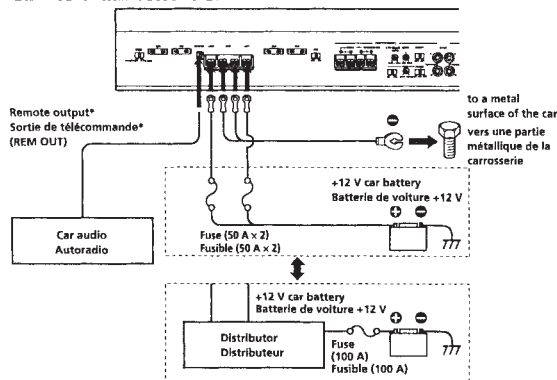 Remote output*
Sortie de télécommande*
(REM OUT)
to a metal
surface of the car
vers une partie
métallique de la
carrosserie
+12 V car battery
Batterie de voiture +12 V
Car audio
Autoradio
Fuse (50 A x 2)
Fusible (50 A x 2)
+12 V car battery
Batterie de voiture +12 V
Distributor
Distributeur
Fuse
(100 A)
Fusible (100 A)